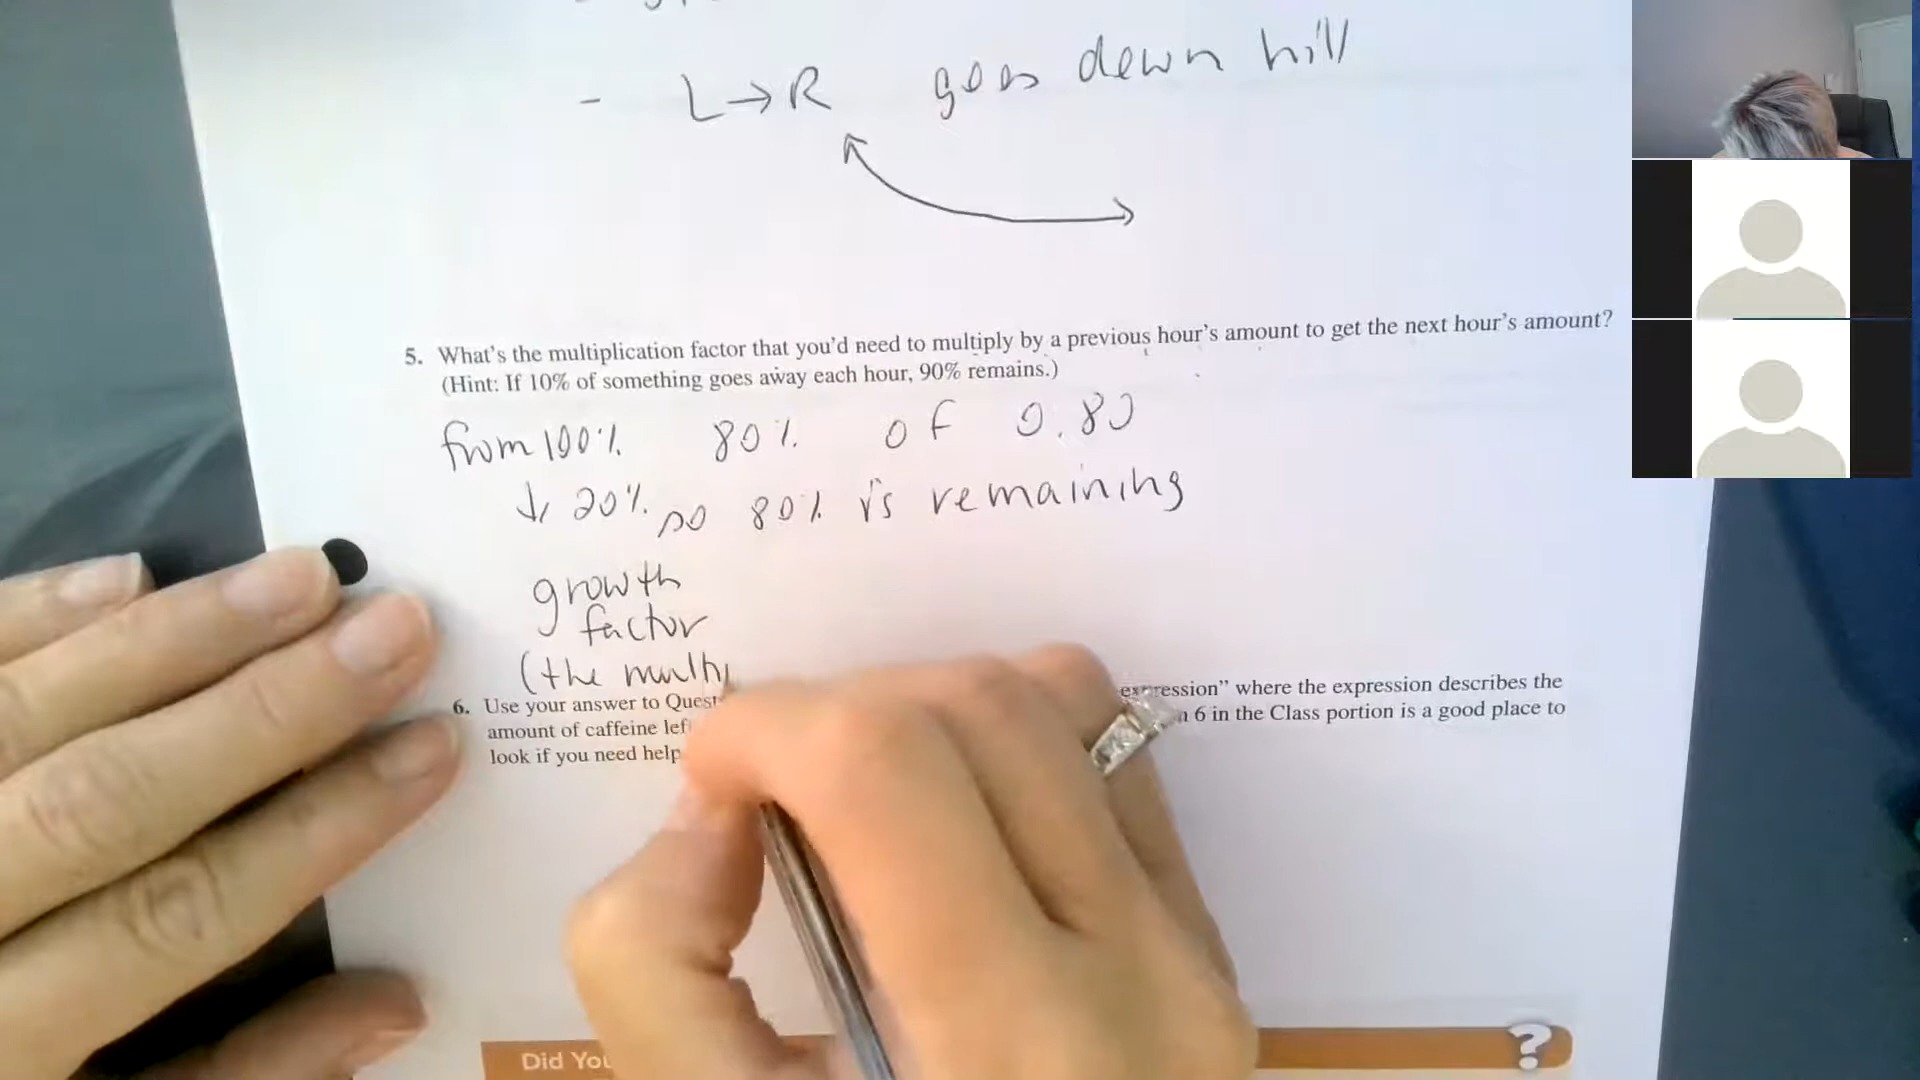 - L→R goes down hill
5. What's the multiplication factor that you'd need to multiply by a previous hour's amount to get the next hour's amount?
(Hint: If 10% of something goes away each hour, 90% remains.)
from 100% 80% of 0.80
↓ 20% so 80% is remaining
growth
factor
(the
6. Use your answer to expression” where the expression describes the
amount of caffeine 6 in the Class portion is a good place to
look if you need help
Did
?